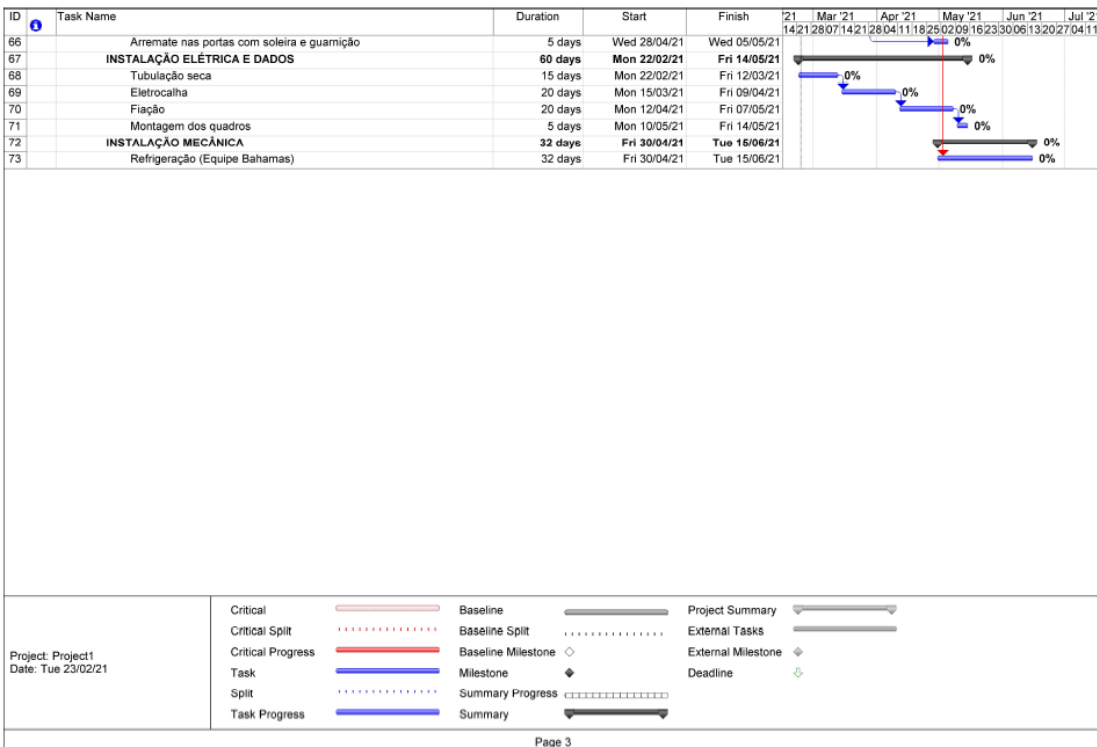 ID Task Name Duration Start Finish '21 Mar '21 Apr '21 May '21 Jun '21 Jul '2
14 21 28 07 14 21 28 04 11 18 25 02 09 16 23 30 06 13 20 27 04 11
66 Arremate nas portas com soleira e guarnição 5 days Wed 28/04/21 Wed 05/05/21 0%
67 INSTALAÇÃO ELÉTRICA E DADOS 60 days Mon 22/02/21 Fri 14/05/21 0%
68 Tubulação seca 15 days Mon 22/02/21 Fri 12/03/21 0%
69 Eletrocalha 20 days Mon 15/03/21 Fri 09/04/21 0%
70 Fiação 20 days Mon 12/04/21 Fri 07/05/21 0%
71 Montagem dos quadros 5 days Mon 10/05/21 Fri 14/05/21 0%
72 INSTALAÇÃO MECÂNICA 32 days Fri 30/04/21 Tue 15/06/21 0%
73 Refrigeração (Equipe Bahamas) 32 days Fri 30/04/21 Tue 15/06/21 0%
Project: Project1
Date: Tue 23/02/21
Critical Baseline Project Summary
Critical Split Baseline Split External Tasks
Critical Progress Baseline Milestone External Milestone
Task Milestone Deadline
Split Summary Progress
Task Progress Summary
Page 3